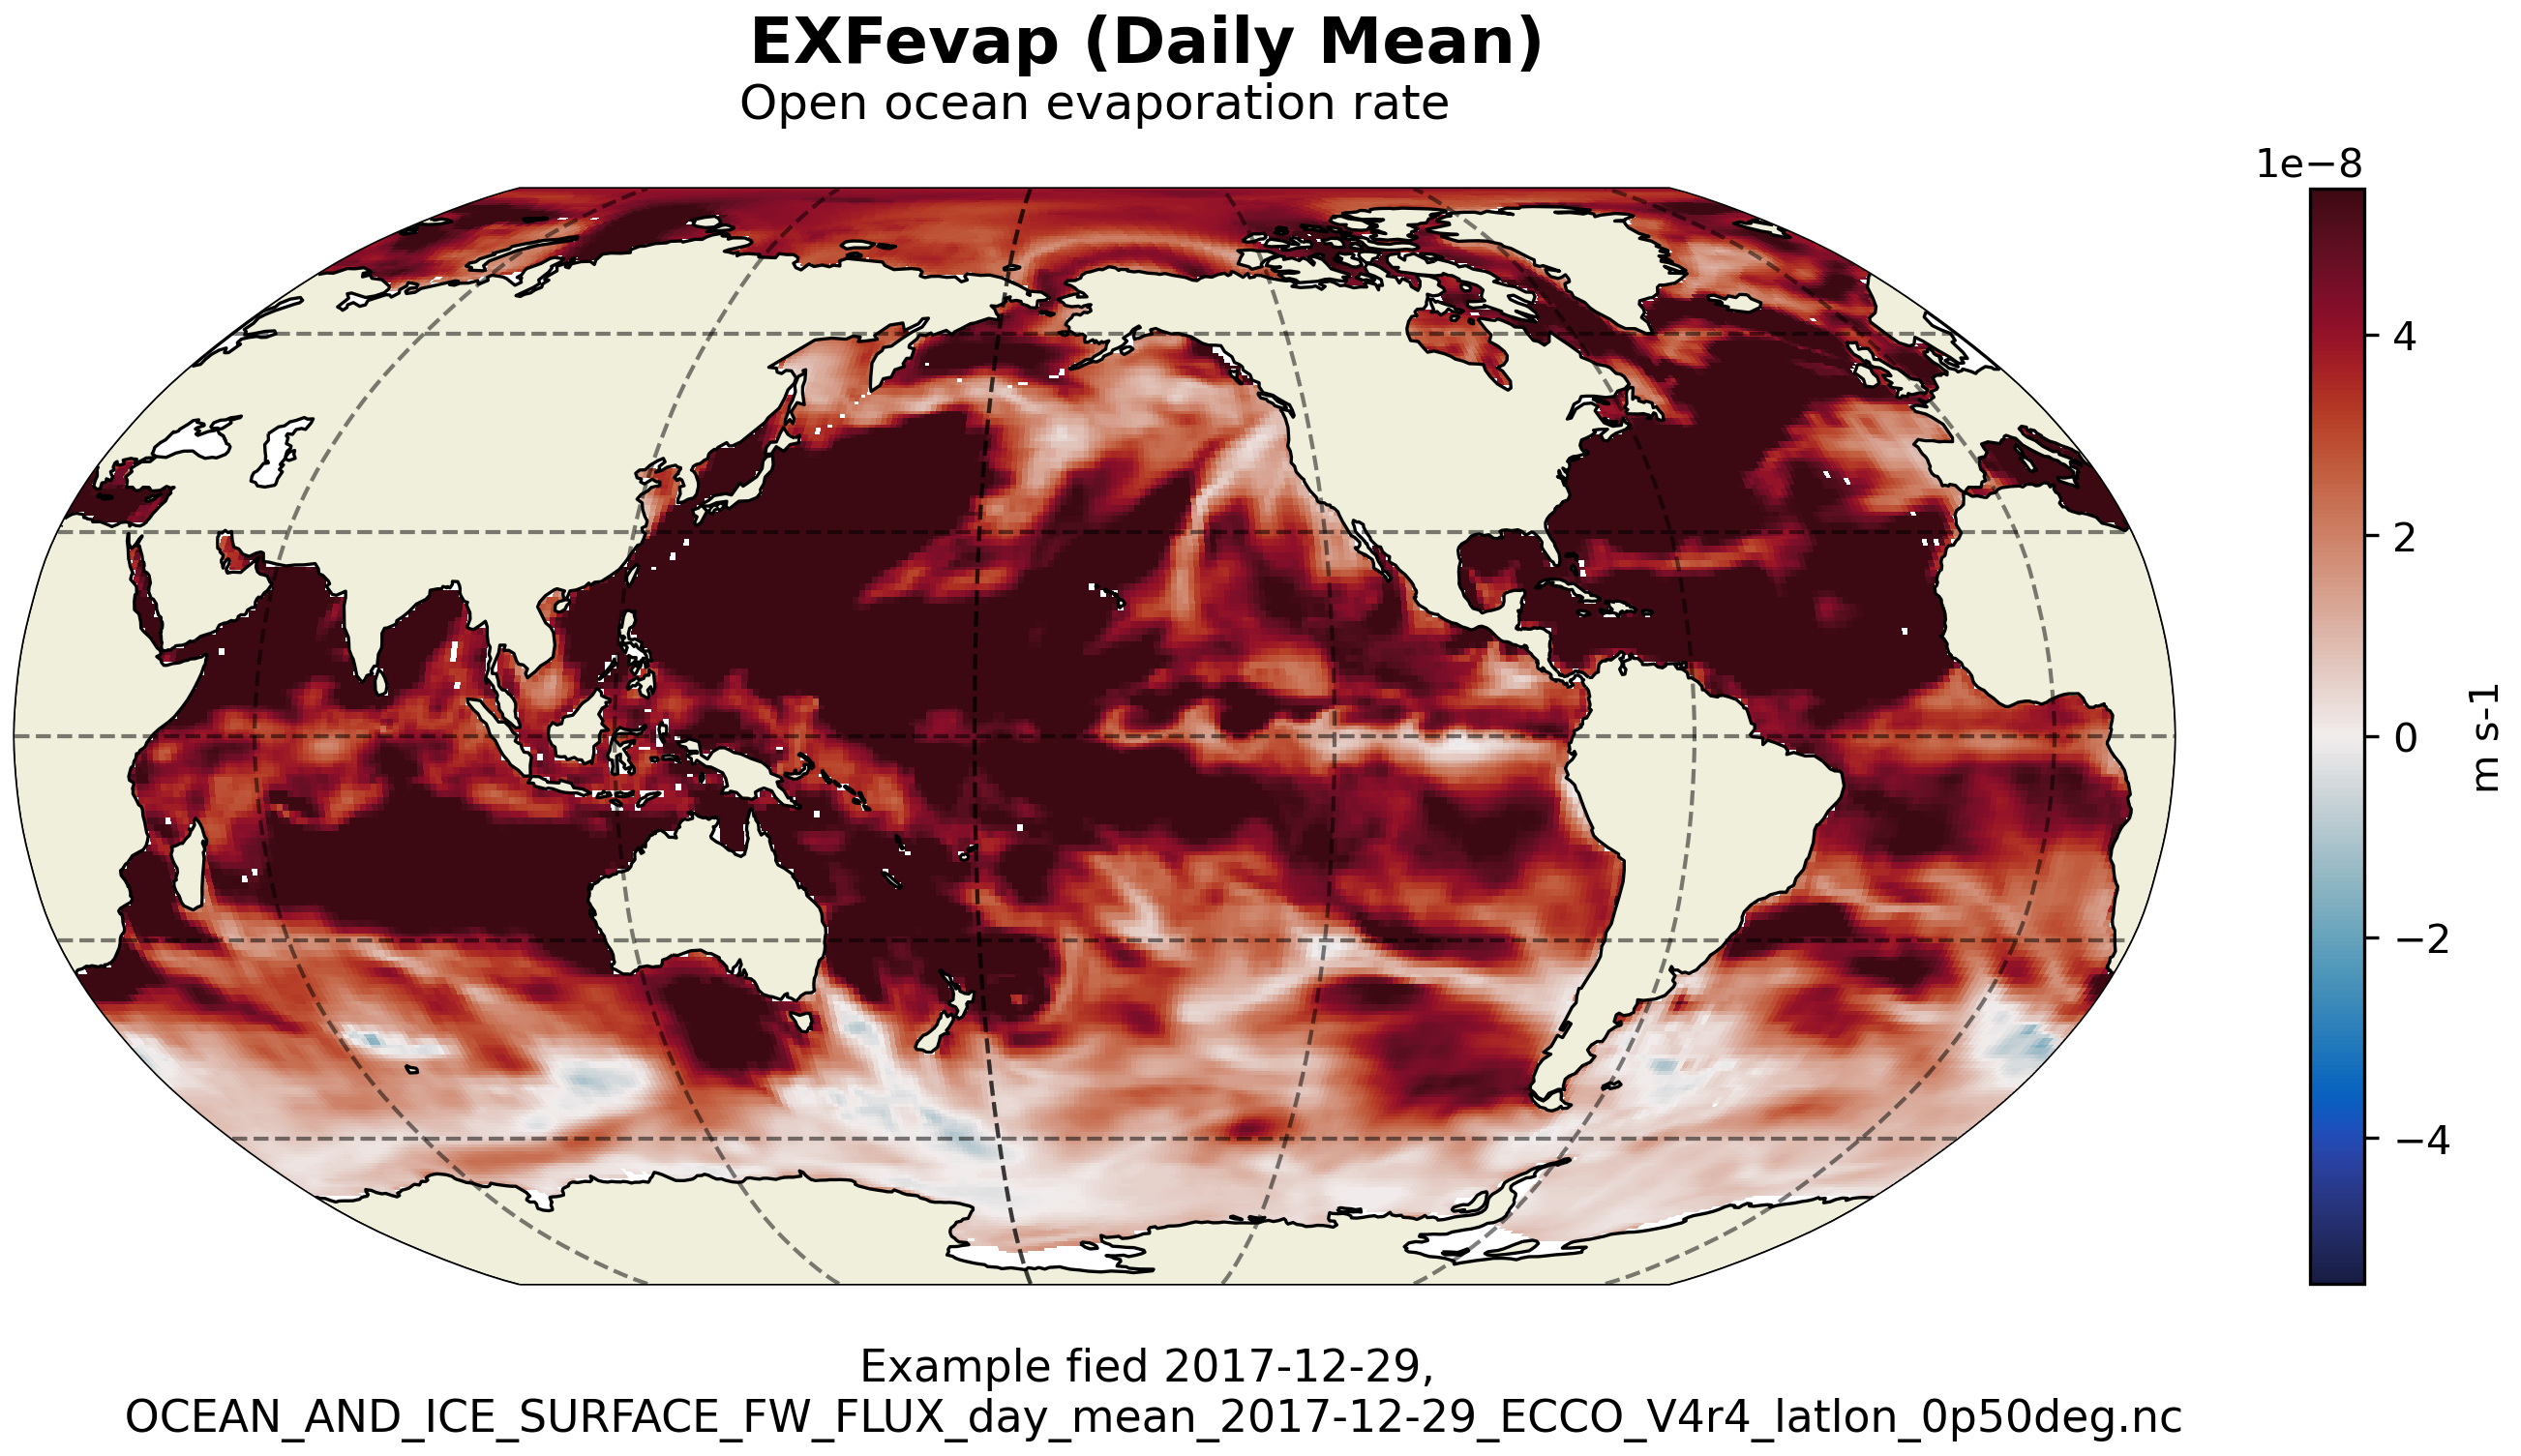 EXFevap (Daily Mean)
Open ocean evaporation rate
1e−8
4
2
0
−2
−4
m s-1
Example fied 2017-12-29,
OCEAN_AND_ICE_SURFACE_FW_FLUX_day_mean_2017-12-29_ECCO_V4r4_latlon_0p50deg.nc